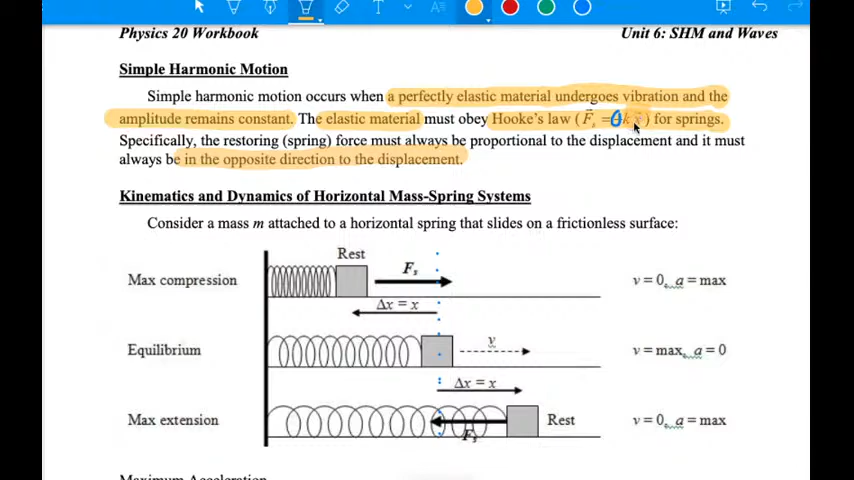 Physics 20 Workbook Unit 6: SHM and Waves
Simple Harmonic Motion
Simple harmonic motion occurs when a perfectly elastic material undergoes vibration and the
amplitude remains constant. The elastic material must obey Hooke's law (F⃗s = -kx⃗) for springs.
Specifically, the restoring (spring) force must always be proportional to the displacement and it must
always be in the opposite direction to the displacement.
Kinematics and Dynamics of Horizontal Mass-Spring Systems
Consider a mass m attached to a horizontal spring that slides on a frictionless surface:
Rest
Max compression Fs v = 0, a = max
Δx = x
Equilibrium v v = max, a = 0
Δx = x
Max extension Fs Rest v = 0, a = max
Maximum Acceleration